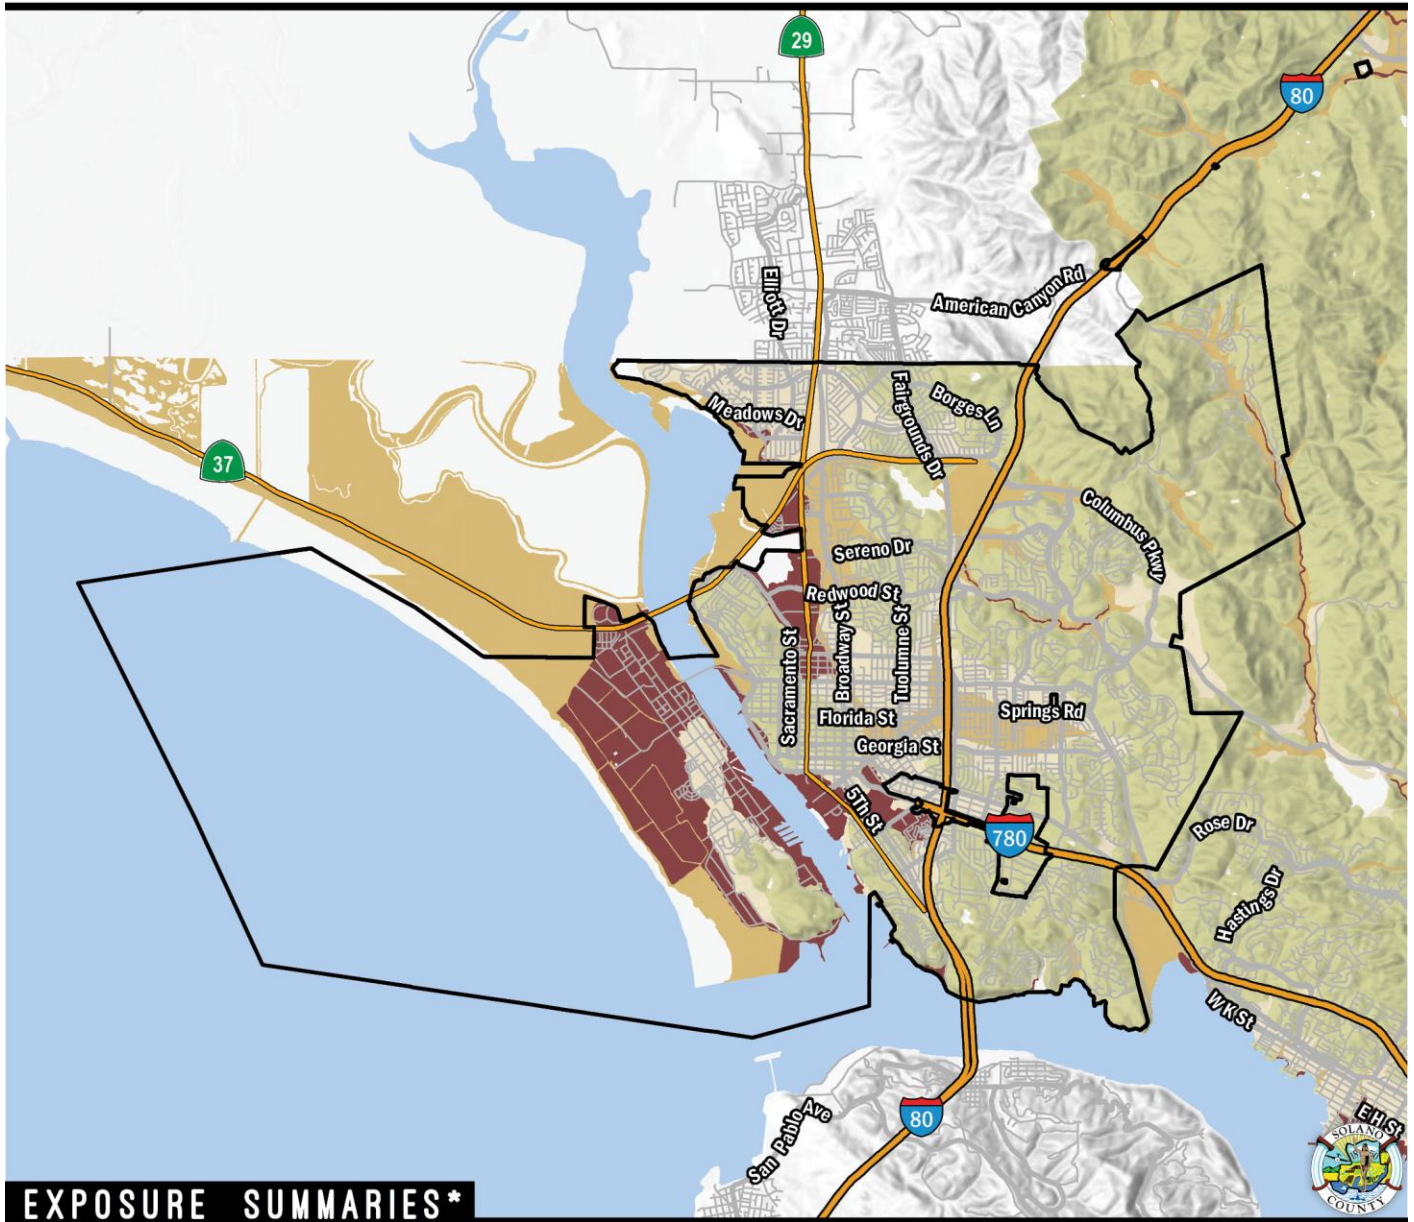 29
80
Elliott Dr
American Canyon Rd
Meadows Dr
Fairgrounds Dr
Borges Ln
37
Columbus Pkwy
Sereno Dr
Redwood St
Sacramento St
Broadway St
Tuolumne St
Springs Rd
Florida St
Georgia St
5Th St
780
Rose Dr
Hastings Dr
W K St
San Pablo Ave
80
E H St
SOLANO
COUNTY
EXPOSURE SUMMARIES*